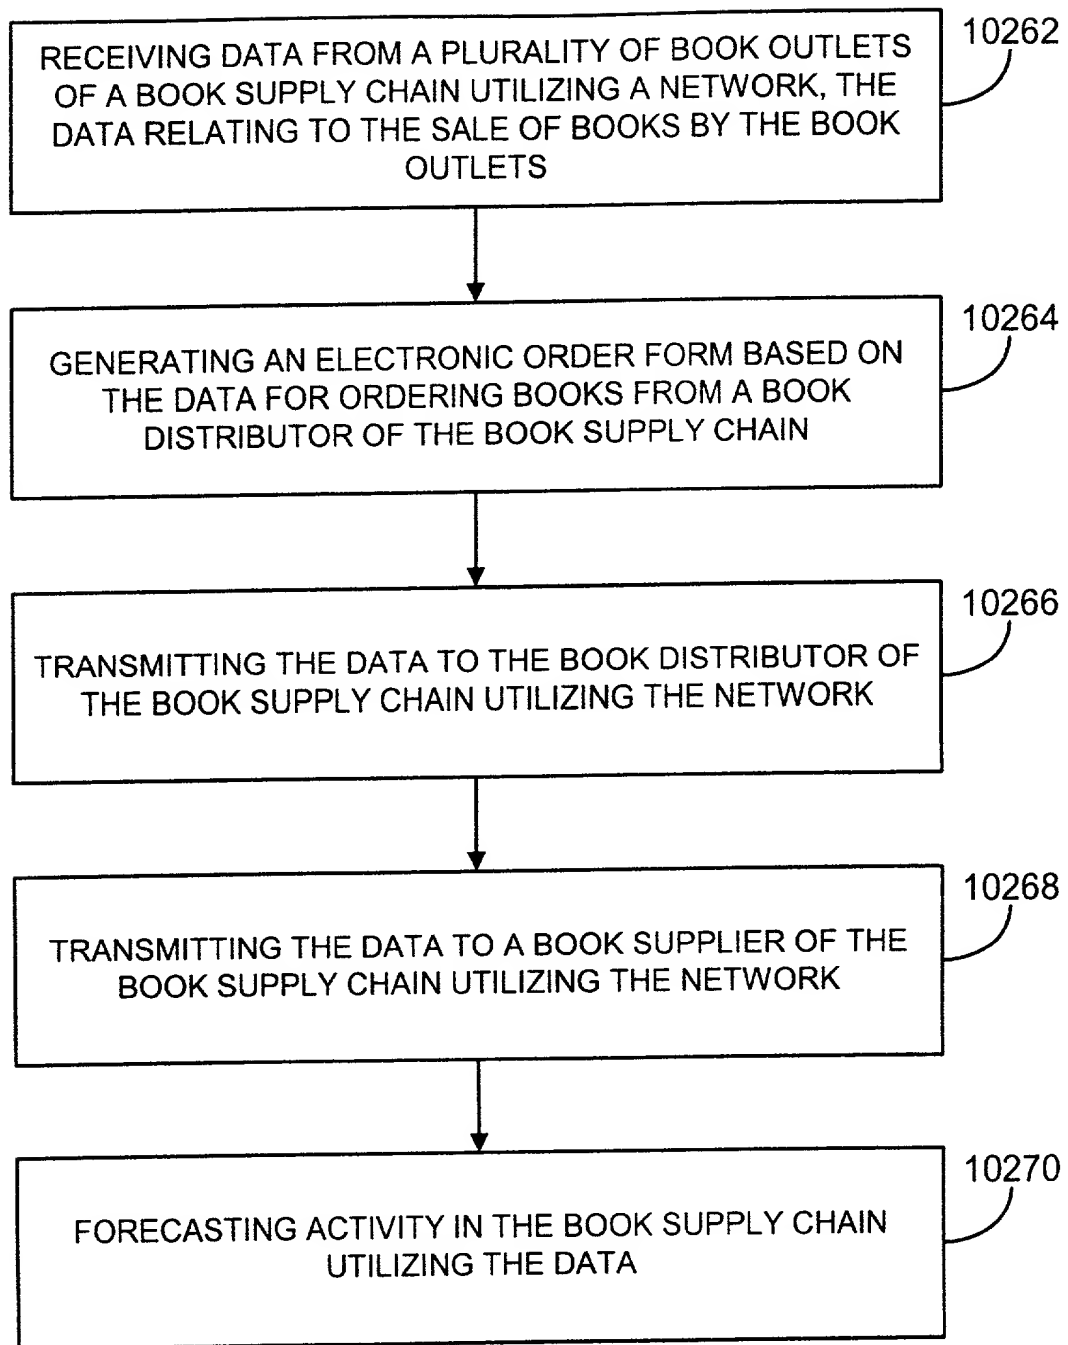 10262
RECEIVING DATA FROM A PLURALITY OF BOOK OUTLETS
OF A BOOK SUPPLY CHAIN UTILIZING A NETWORK, THE
DATA RELATING TO THE SALE OF BOOKS BY THE BOOK
OUTLETS
10264
GENERATING AN ELECTRONIC ORDER FORM BASED ON
THE DATA FOR ORDERING BOOKS FROM A BOOK
DISTRIBUTOR OF THE BOOK SUPPLY CHAIN
10266
TRANSMITTING THE DATA TO THE BOOK DISTRIBUTOR OF
THE BOOK SUPPLY CHAIN UTILIZING THE NETWORK
10268
TRANSMITTING THE DATA TO A BOOK SUPPLIER OF THE
BOOK SUPPLY CHAIN UTILIZING THE NETWORK
10270
FORECASTING ACTIVITY IN THE BOOK SUPPLY CHAIN
UTILIZING THE DATA